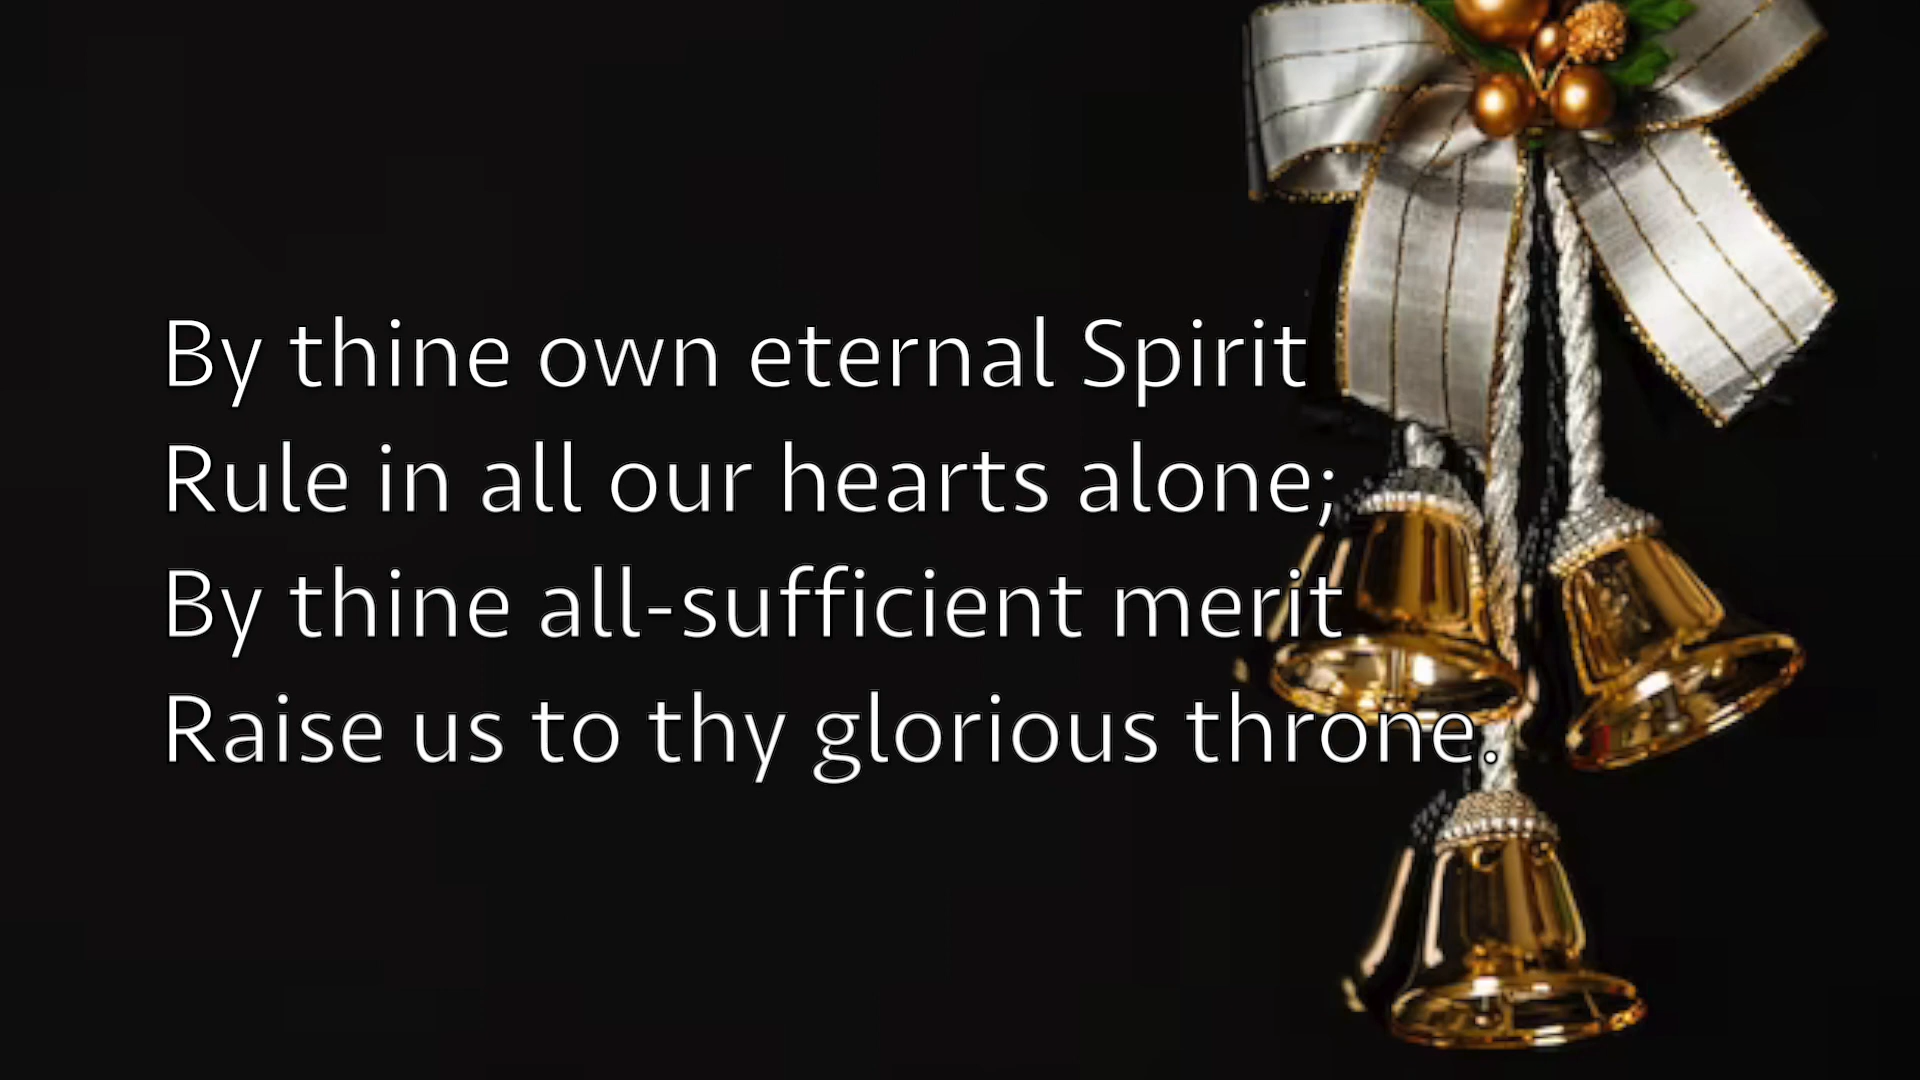 By thine own eternal Spirit
Rule in all our hearts alone;
By thine all-sufficient merit
Raise us to thy glorious throne.